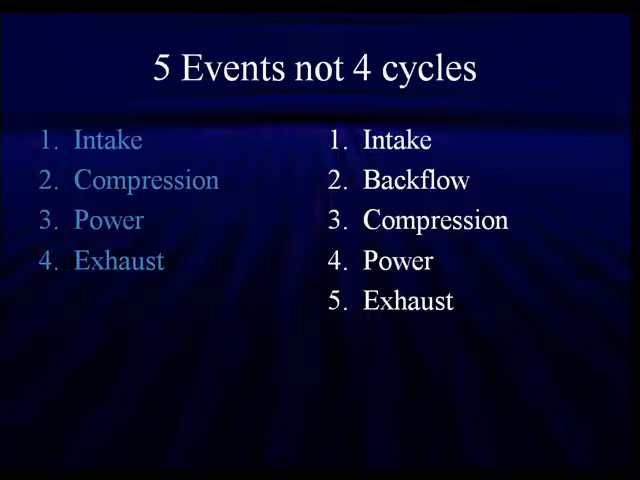 5 Events not 4 cycles
1. Intake
2. Compression
3. Power
4. Exhaust
1. Intake
2. Backflow
3. Compression
4. Power
5. Exhaust